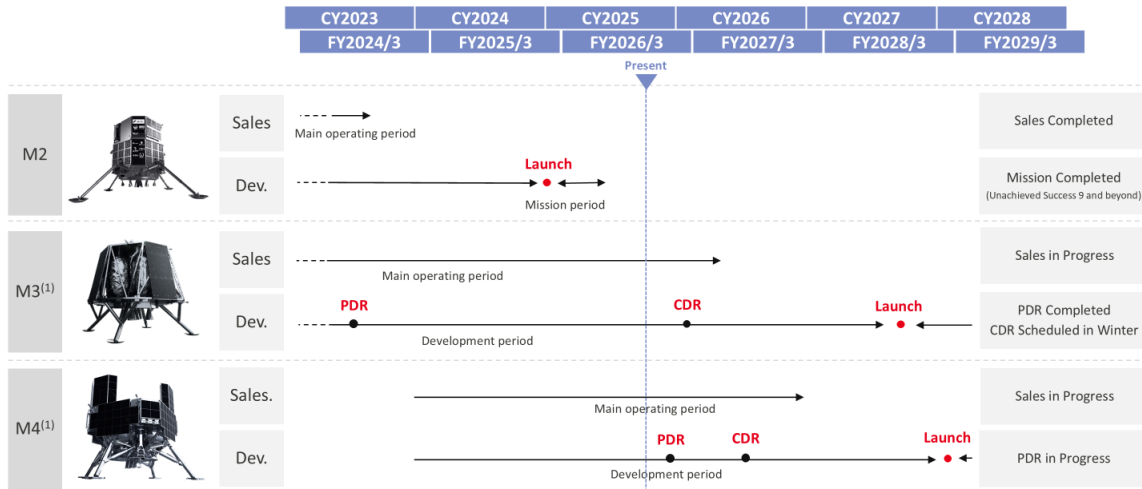 CY2023 CY2024 CY2025 CY2026 CY2027 CY2028
FY2024/3 FY2025/3 FY2026/3 FY2027/3 FY2028/3 FY2029/3
Present
M2
Sales
Main operating period
Sales Completed
Dev.
Launch
Mission period
Mission Completed
(Unachieved Success 9 and beyond)
M3(1)
Sales
Main operating period
Sales in Progress
Dev.
PDR
CDR
Launch
Development period
PDR Completed
CDR Scheduled in Winter
M4(1)
Sales.
Main operating period
Sales in Progress
Dev.
PDR
CDR
Launch
Development period
PDR in Progress